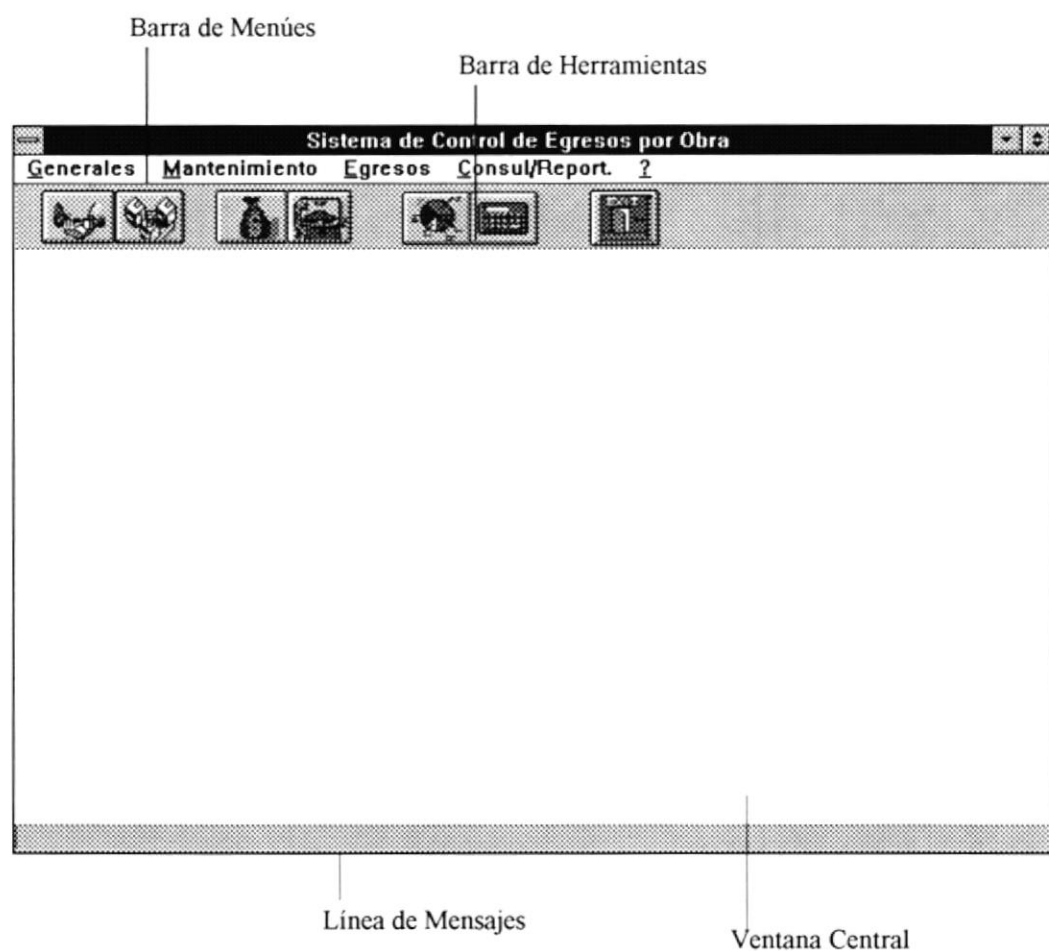 Barra de Menúes
Barra de Herramientas
Sistema de Control de Egresos por Obra
Generales Mantenimiento Egresos Consul/Report. ?
Línea de Mensajes
Ventana Central